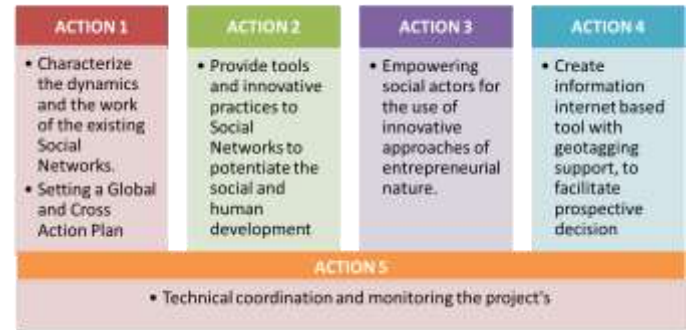 ACTION 1
• Characterize
the dynamics
and the work
of the existing
Social
Networks.
• Setting a Global
and Cross
Action Plan
ACTION 2
• Provide tools
and innovative
practices to
Social
Networks to
potentiate the
social and
human
development
ACTION 3
• Empowering
social actors for
the use of
innovative
approaches of
entrepreneurial
nature.
ACTION 4
• Create
information
internet based
tool with
geotagging
support, to
facilitate
prospective
decision
ACTION 5
• Technical coordination and monitoring the project's